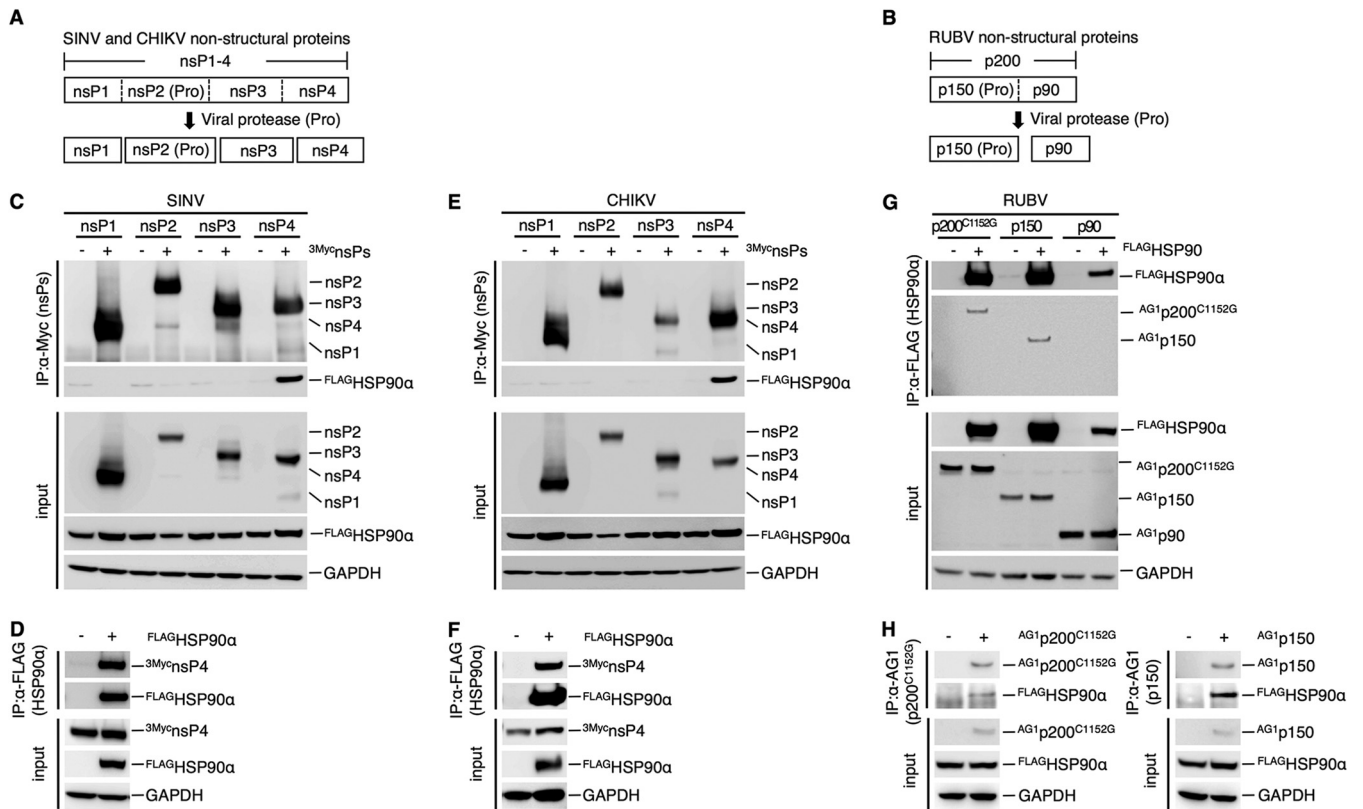 A
SINV and CHIKV non-structural proteins
nsP1-4
nsP1 nsP2 (Pro) nsP3 nsP4
Viral protease (Pro)
nsP1 nsP2 (Pro) nsP3 nsP4
B
RUBV non-structural proteins
p200
p150 (Pro) p90
Viral protease (Pro)
p150 (Pro) p90
C
SINV
nsP1 nsP2 nsP3 nsP4
- + - + - + - + 3MycnsPs
IP:α-Myc (nsPs)
nsP2
nsP3
nsP4
nsP1
FLAGHSP90α
input
nsP2
nsP3
nsP4
nsP1
FLAGHSP90α
GAPDH
E
CHIKV
nsP1 nsP2 nsP3 nsP4
- + - + - + - + 3MycnsPs
IP:α-Myc (nsPs)
nsP2
nsP3
nsP4
nsP1
FLAGHSP90α
input
nsP2
nsP3
nsP4
nsP1
FLAGHSP90α
GAPDH
G
RUBV
p200C1152G p150 p90
- + - + - + FLAGHSP90
IP:α-FLAG (HSP90α)
FLAGHSP90α
AG1p200C1152G
AG1p150
input
FLAGHSP90α
AG1p200C1152G
AG1p150
AG1p90
GAPDH
D
- + FLAGHSP90α
IP:α-FLAG
(HSP90α)
3MycnsP4
FLAGHSP90α
input
3MycnsP4
FLAGHSP90α
GAPDH
F
- + FLAGHSP90α
IP:α-FLAG
(HSP90α)
3MycnsP4
FLAGHSP90α
input
3MycnsP4
FLAGHSP90α
GAPDH
H
- + AG1p200C1152G
IP:α-AG1
(p200C1152G)
AG1p200C1152G
FLAGHSP90α
input
AG1p200C1152G
FLAGHSP90α
GAPDH
- + AG1p150
IP:α-AG1
(p150)
AG1p150
FLAGHSP90α
input
AG1p150
FLAGHSP90α
GAPDH